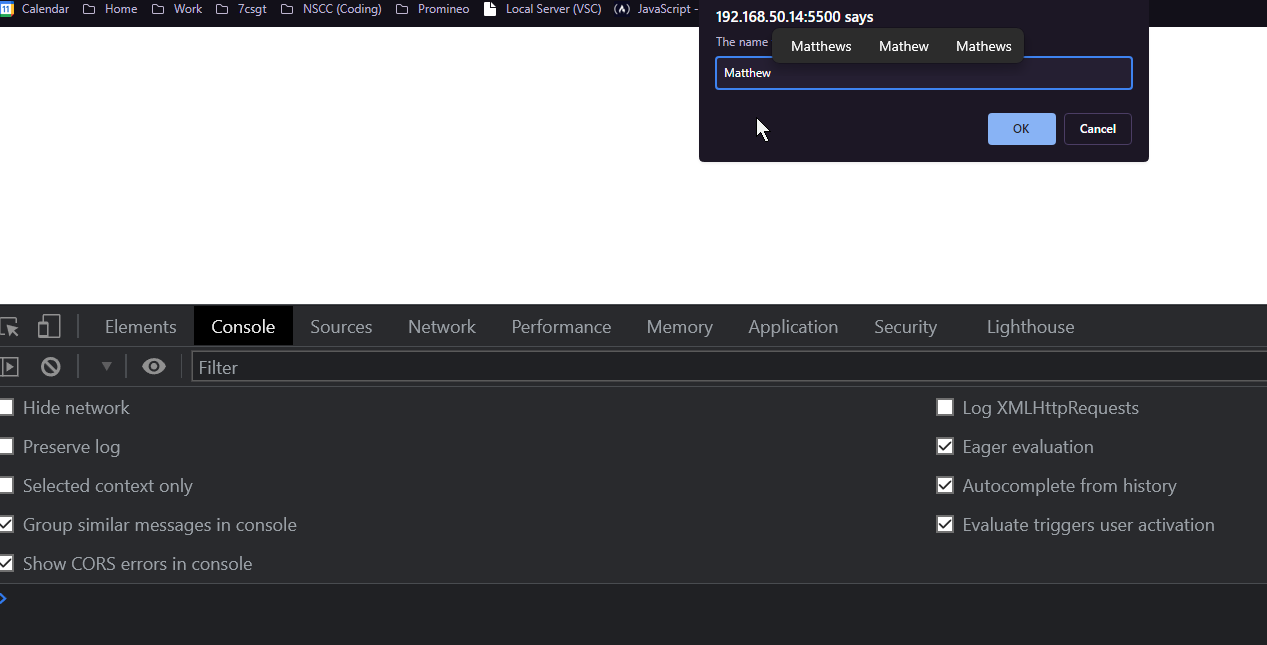 11 Calendar Home Work 7csgt NSCC (Coding) Promineo Local Server (VSC) (A) JavaScript -
192.168.50.14:5500 says
The name
Matthews Mathew Mathews
Matthew
OK Cancel
Elements Console Sources Network Performance Memory Application Security Lighthouse
Filter
Hide network Log XMLHttpRequests
Preserve log Eager evaluation
Selected context only Autocomplete from history
Group similar messages in console Evaluate triggers user activation
Show CORS errors in console